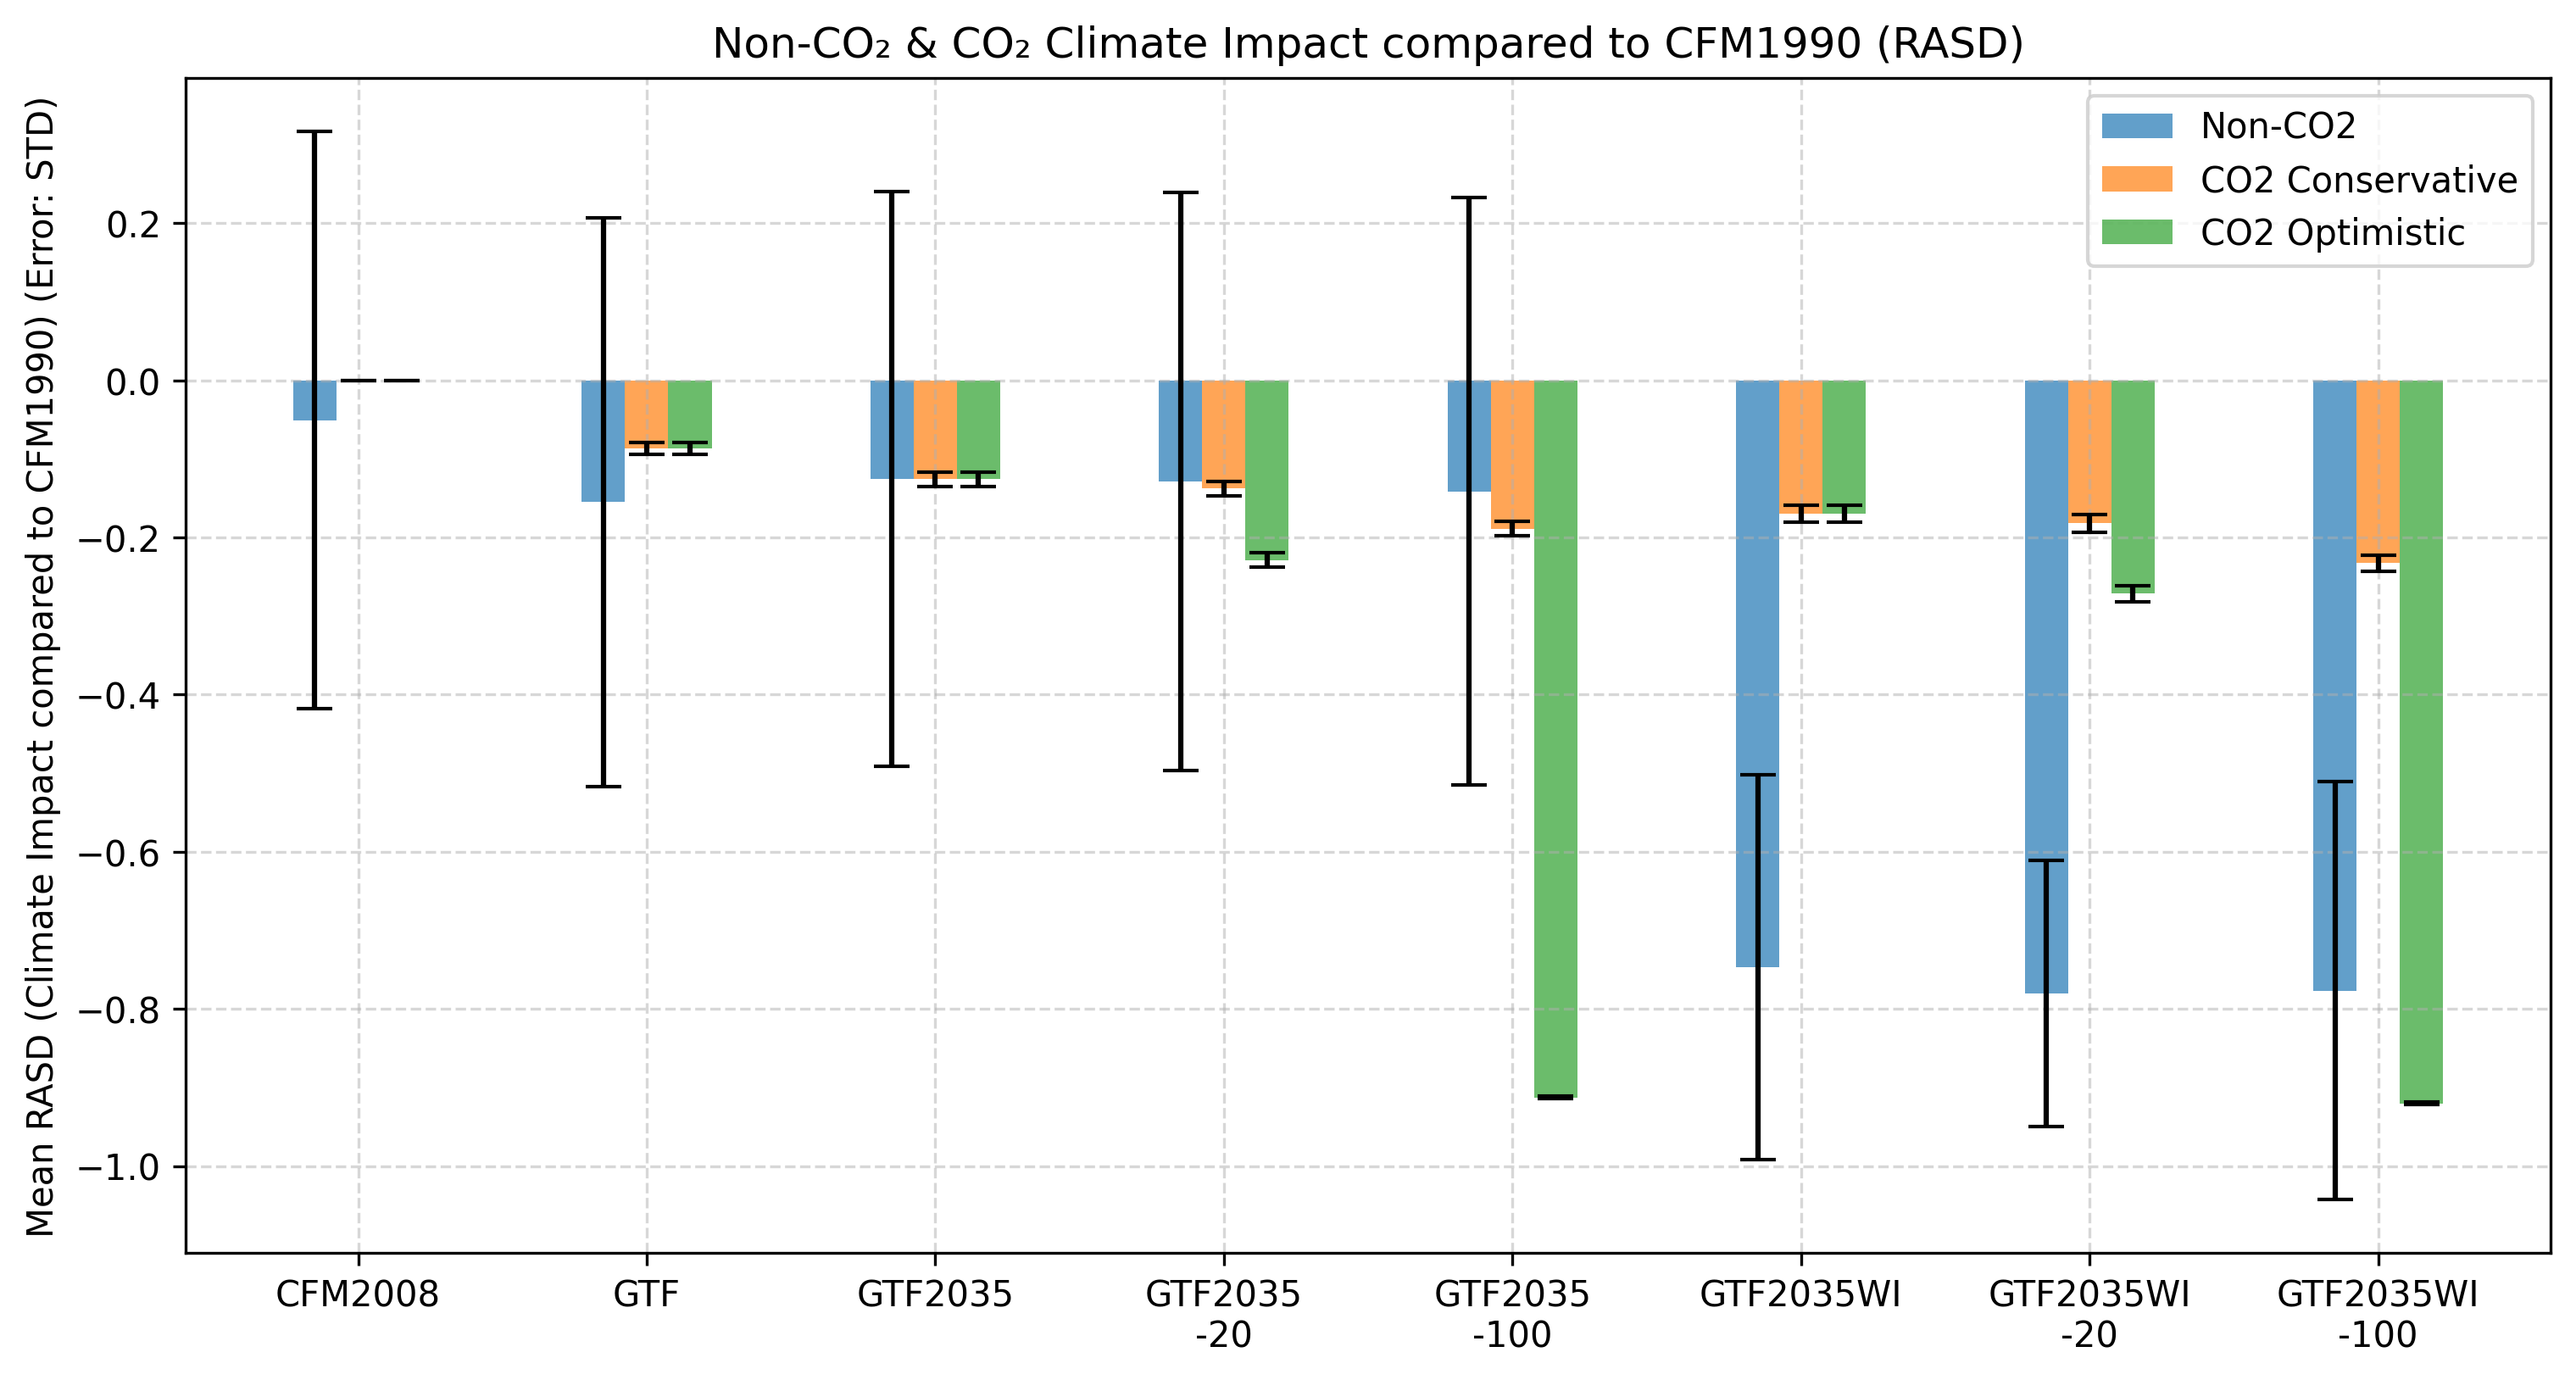 Non-CO₂ & CO₂ Climate Impact compared to CFM1990 (RASD)
Mean RASD (Climate Impact compared to CFM1990) (Error: STD)
Non-CO2
CO2 Conservative
CO2 Optimistic
0.2
0.0
−0.2
−0.4
−0.6
−0.8
−1.0
CFM2008
GTF
GTF2035
GTF2035
-20
GTF2035
-100
GTF2035WI
GTF2035WI
-20
GTF2035WI
-100